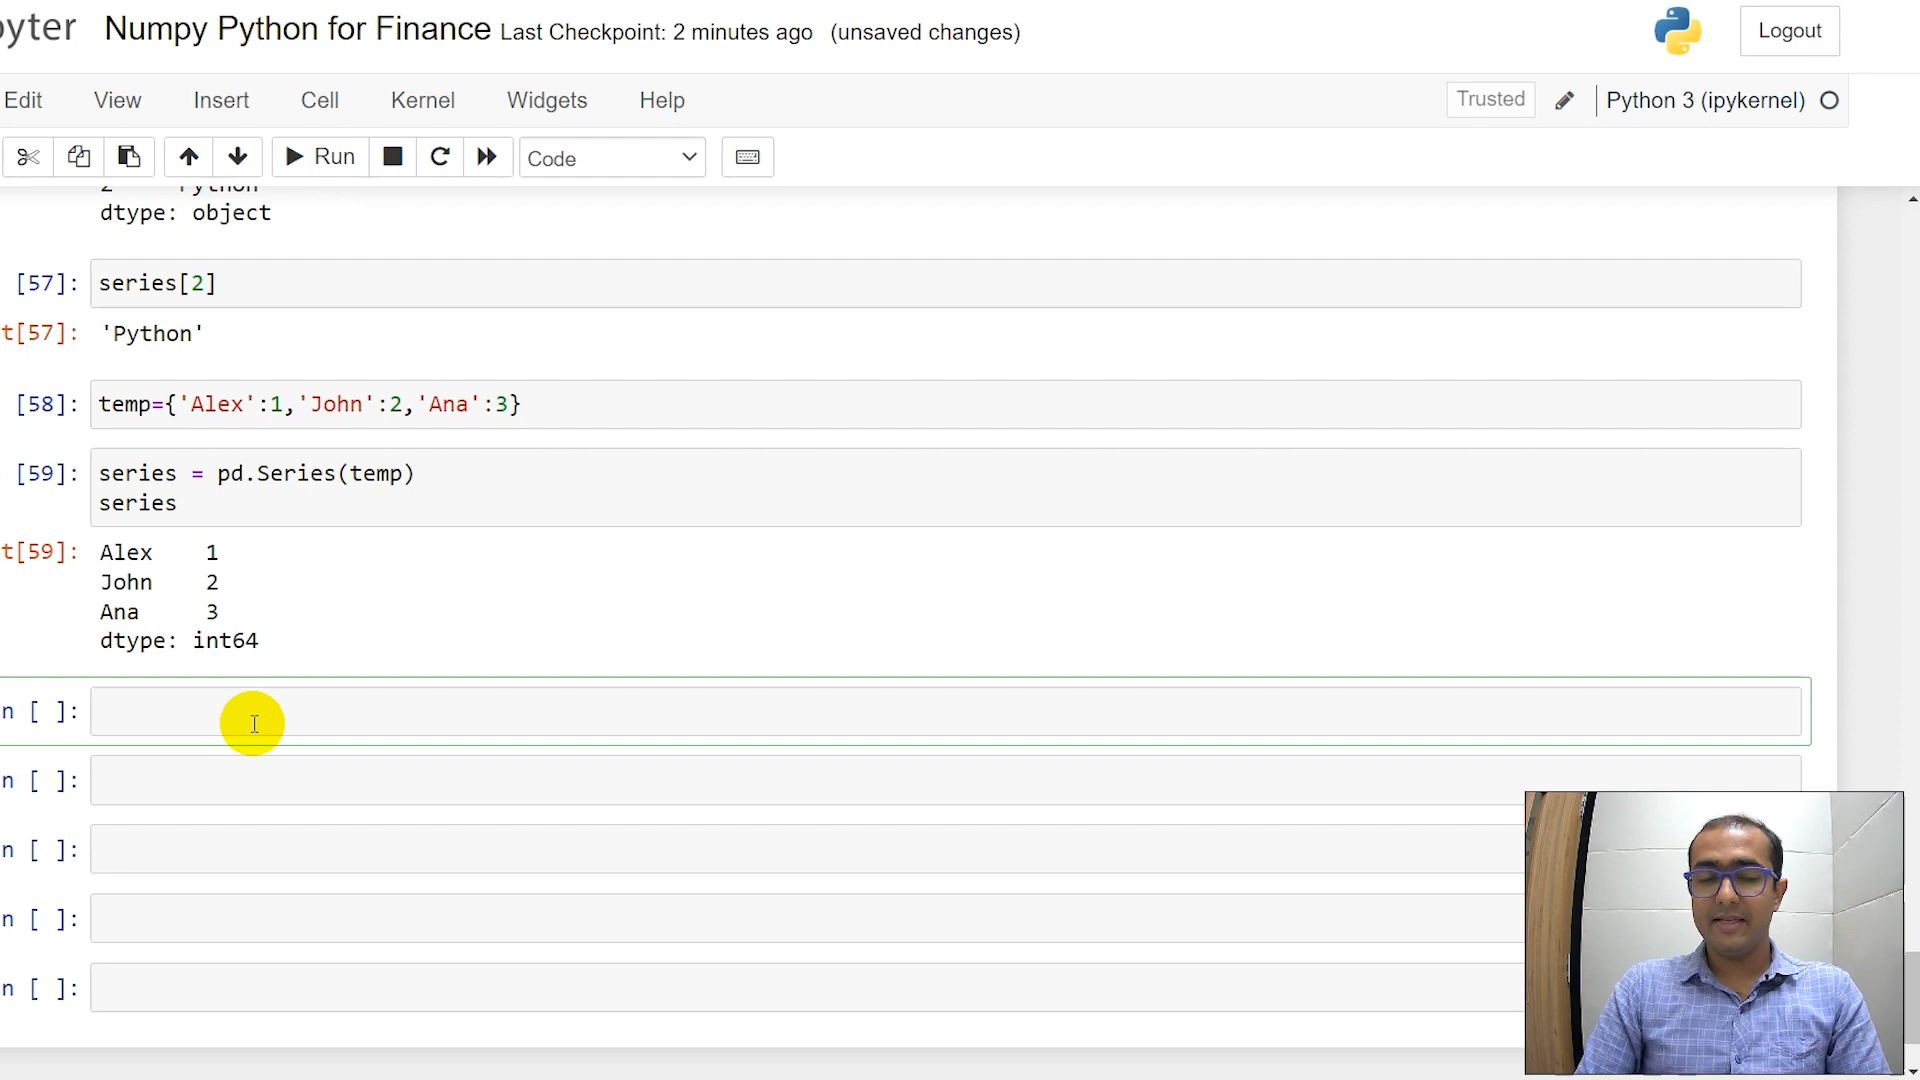 yter Numpy Python for Finance Last Checkpoint: 2 minutes ago (unsaved changes) Logout
Edit View Insert Cell Kernel Widgets Help Trusted Python 3 (ipykernel)
Run Code
2 Python
dtype: object
[57]: series[2]
t[57]: 'Python'
[58]: temp={'Alex':1,'John':2,'Ana':3}
[59]: series = pd.Series(temp)
series
t[59]: Alex 1
John 2
Ana 3
dtype: int64
n [ ]:
n [ ]:
n [ ]:
n [ ]:
n [ ]: